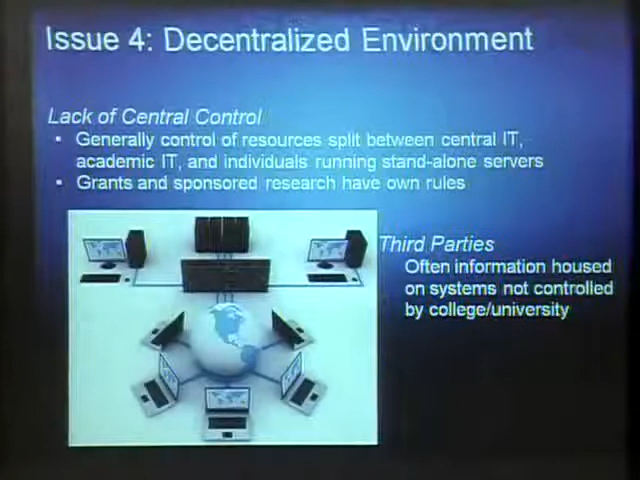 Issue 4: Decentralized Environment
Lack of Central Control
• Generally control of resources split between central IT,
academic IT, and individuals running stand-alone servers
• Grants and sponsored research have own rules
Third Parties
Often information housed
on systems not controlled
by college/university